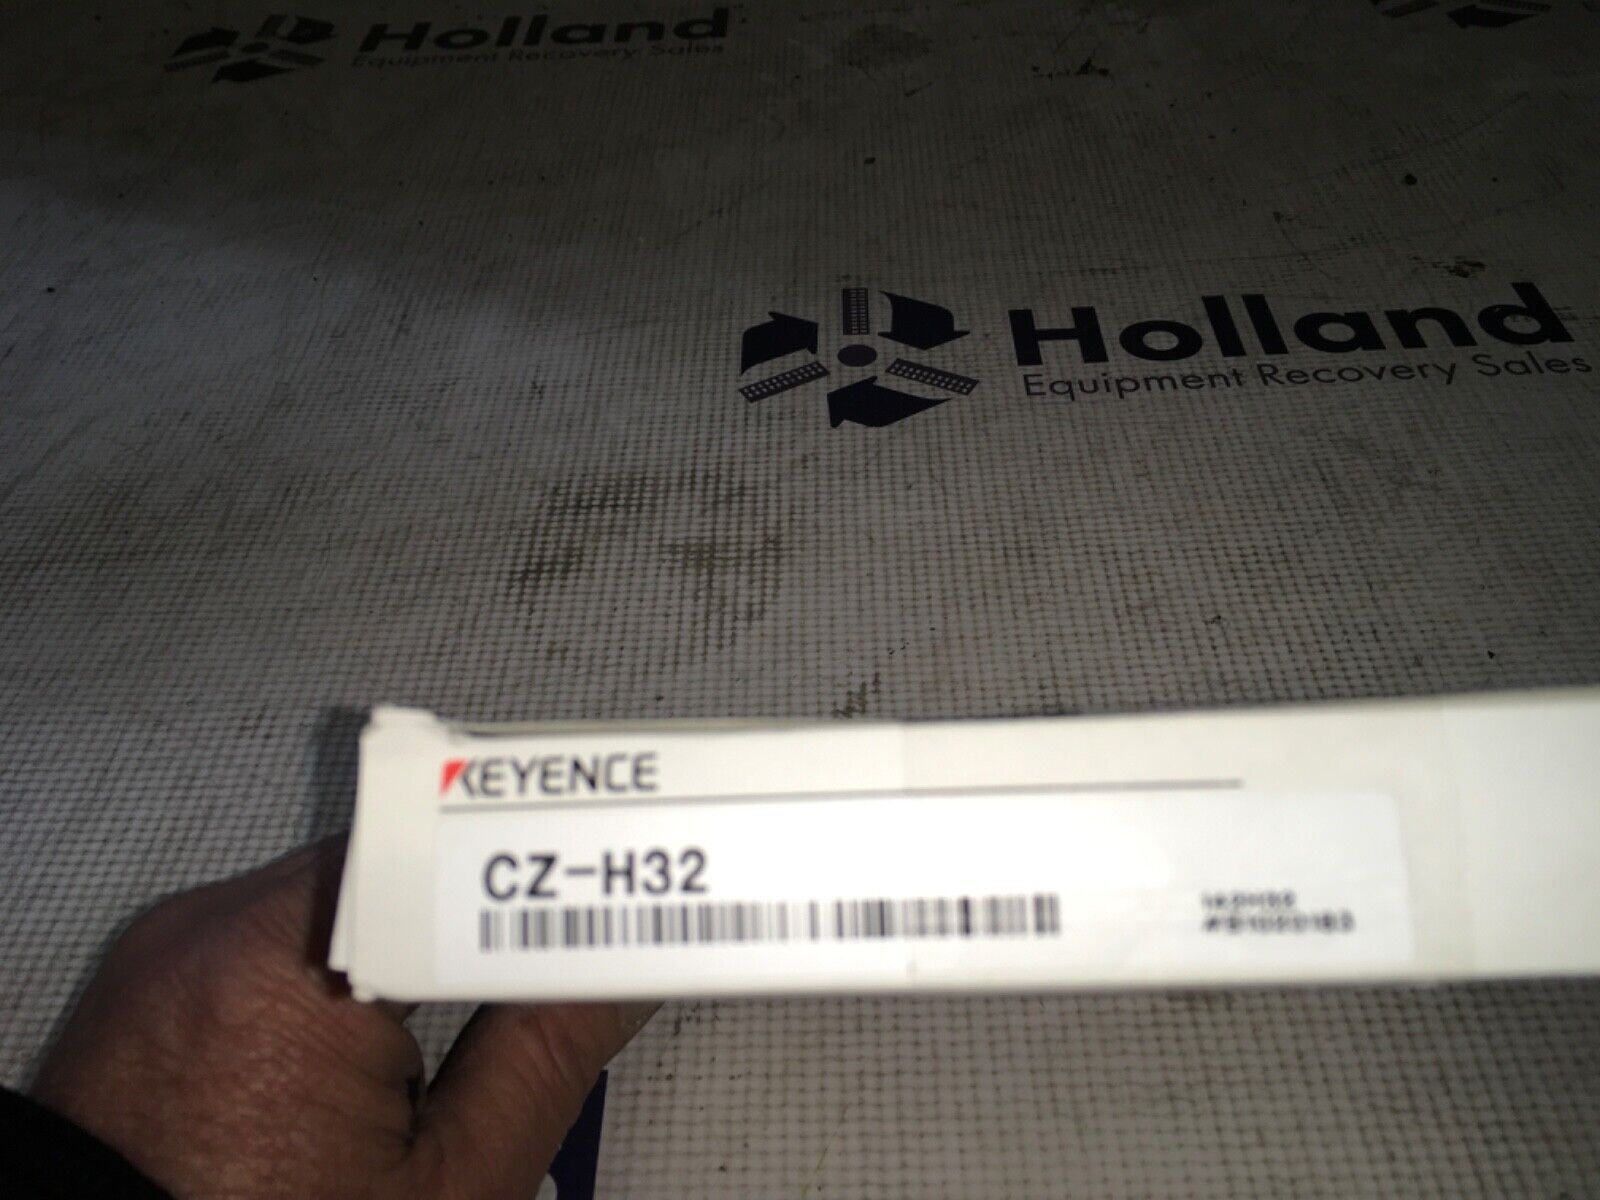 Holland
Equipment Recovery Sales
Holland
Equipment Recovery Sales
KEYENCE
CZ-H32